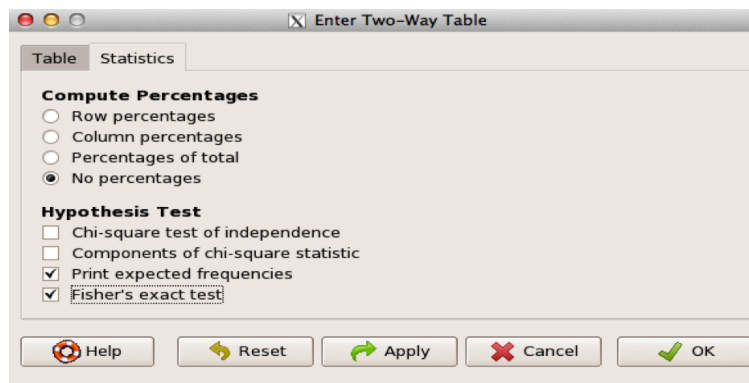 Enter Two-Way Table
Table Statistics
Compute Percentages
Row percentages
Column percentages
Percentages of total
No percentages
Hypothesis Test
Chi-square test of independence
Components of chi-square statistic
Print expected frequencies
Fisher's exact test
Help Reset Apply Cancel OK